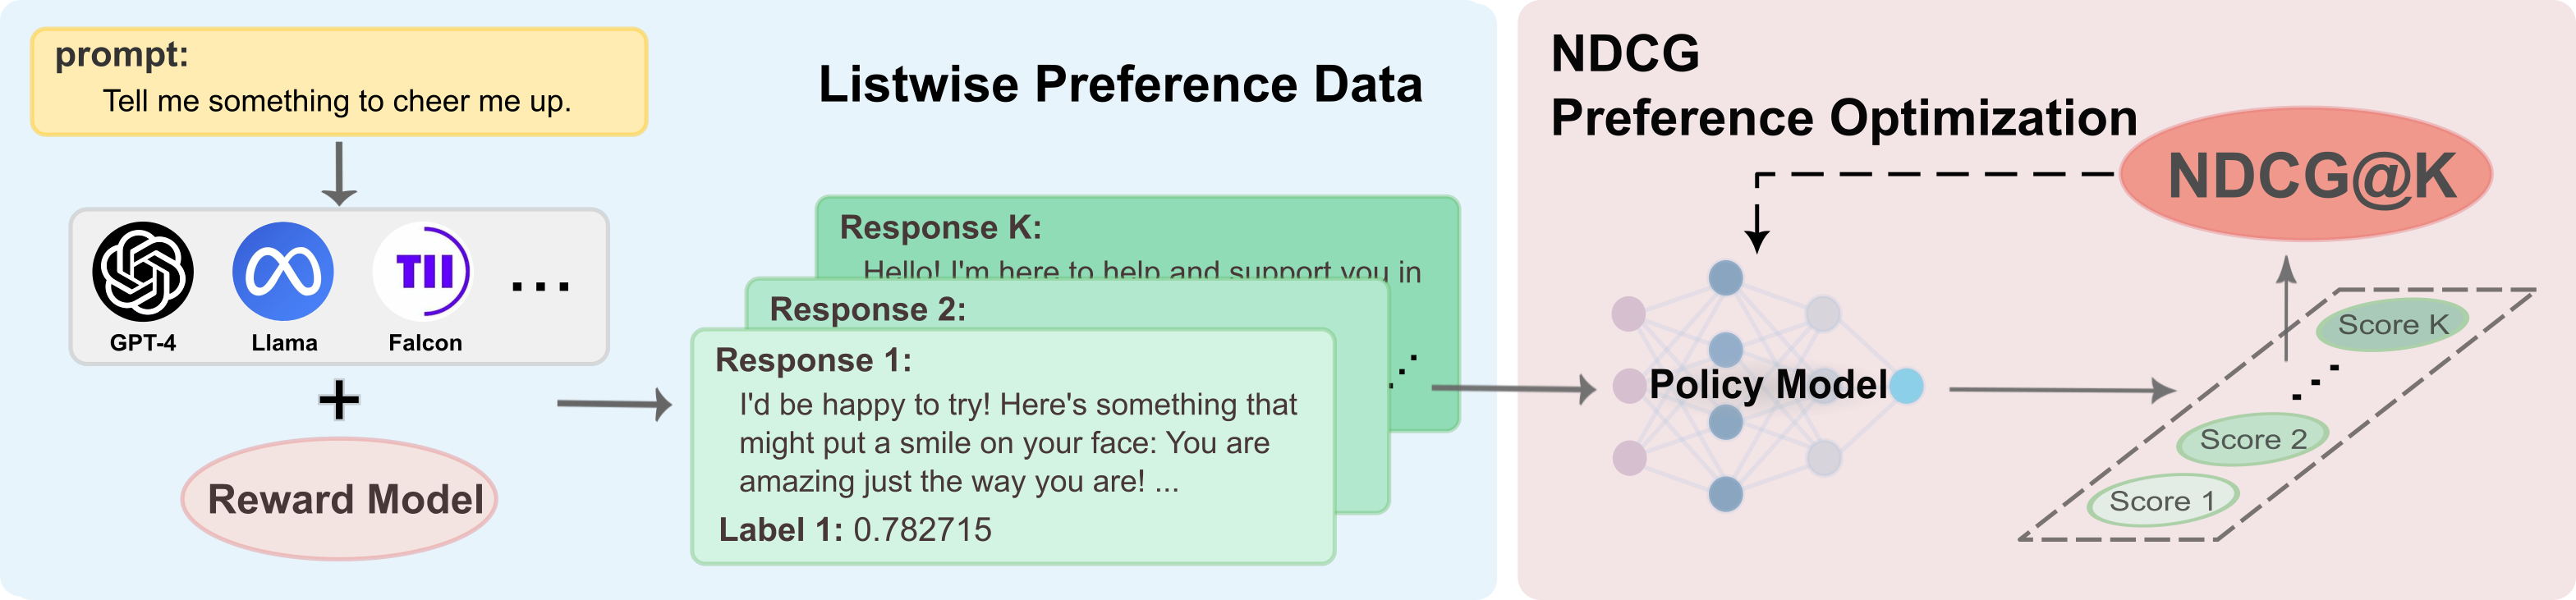 prompt:
Tell me something to cheer me up.
GPT-4
Llama
TII
Falcon
...
+
Reward Model
Listwise Preference Data
Response K:
Hello! I'm here to help and support you in
Response 2:
Response 1:
I'd be happy to try! Here's something that
might put a smile on your face: You are
amazing just the way you are! ...
Label 1: 0.782715
NDCG
Preference Optimization
NDCG@K
Policy Model
Score K
Score 2
Score 1